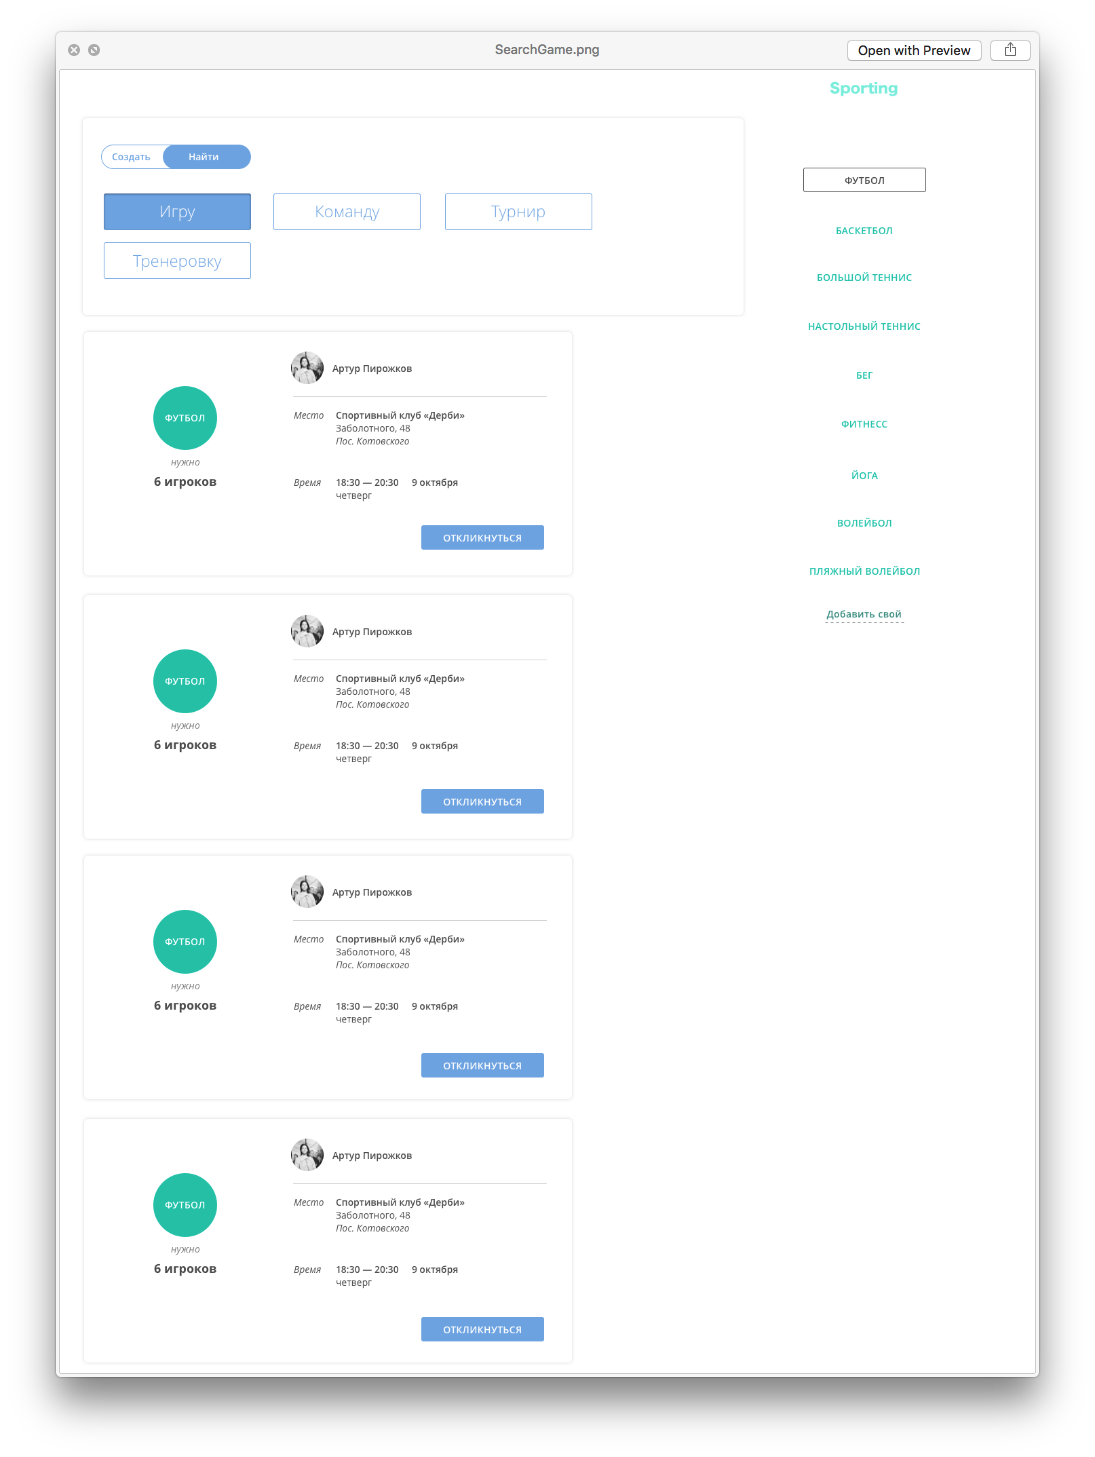 SearchGame.png
Open with Preview
Sporting
Создать
Найти
Игру
Команду
Турнир
Тренеровку
ФУТБОЛ
БАСКЕТБОЛ
БОЛЬШОЙ ТЕННИС
НАСТОЛЬНЫЙ ТЕННИС
БЕГ
ФИТНЕСС
ЙОГА
ВОЛЕЙБОЛ
ПЛЯЖНЫЙ ВОЛЕЙБОЛ
Добавить свой
ФУТБОЛ
нужно
6 игроков
Артур Пирожков
Место Спортивный клуб «Дерби»
Заболотного, 48
Пос. Котовского
Время 18:30 — 20:30 9 октября
четверг
ОТКЛИКНУТЬСЯ
ФУТБОЛ
нужно
6 игроков
Артур Пирожков
Место Спортивный клуб «Дерби»
Заболотного, 48
Пос. Котовского
Время 18:30 — 20:30 9 октября
четверг
ОТКЛИКНУТЬСЯ
ФУТБОЛ
нужно
6 игроков
Артур Пирожков
Место Спортивный клуб «Дерби»
Заболотного, 48
Пос. Котовского
Время 18:30 — 20:30 9 октября
четверг
ОТКЛИКНУТЬСЯ
ФУТБОЛ
нужно
6 игроков
Артур Пирожков
Место Спортивный клуб «Дерби»
Заболотного, 48
Пос. Котовского
Время 18:30 — 20:30 9 октября
четверг
ОТКЛИКНУТЬСЯ